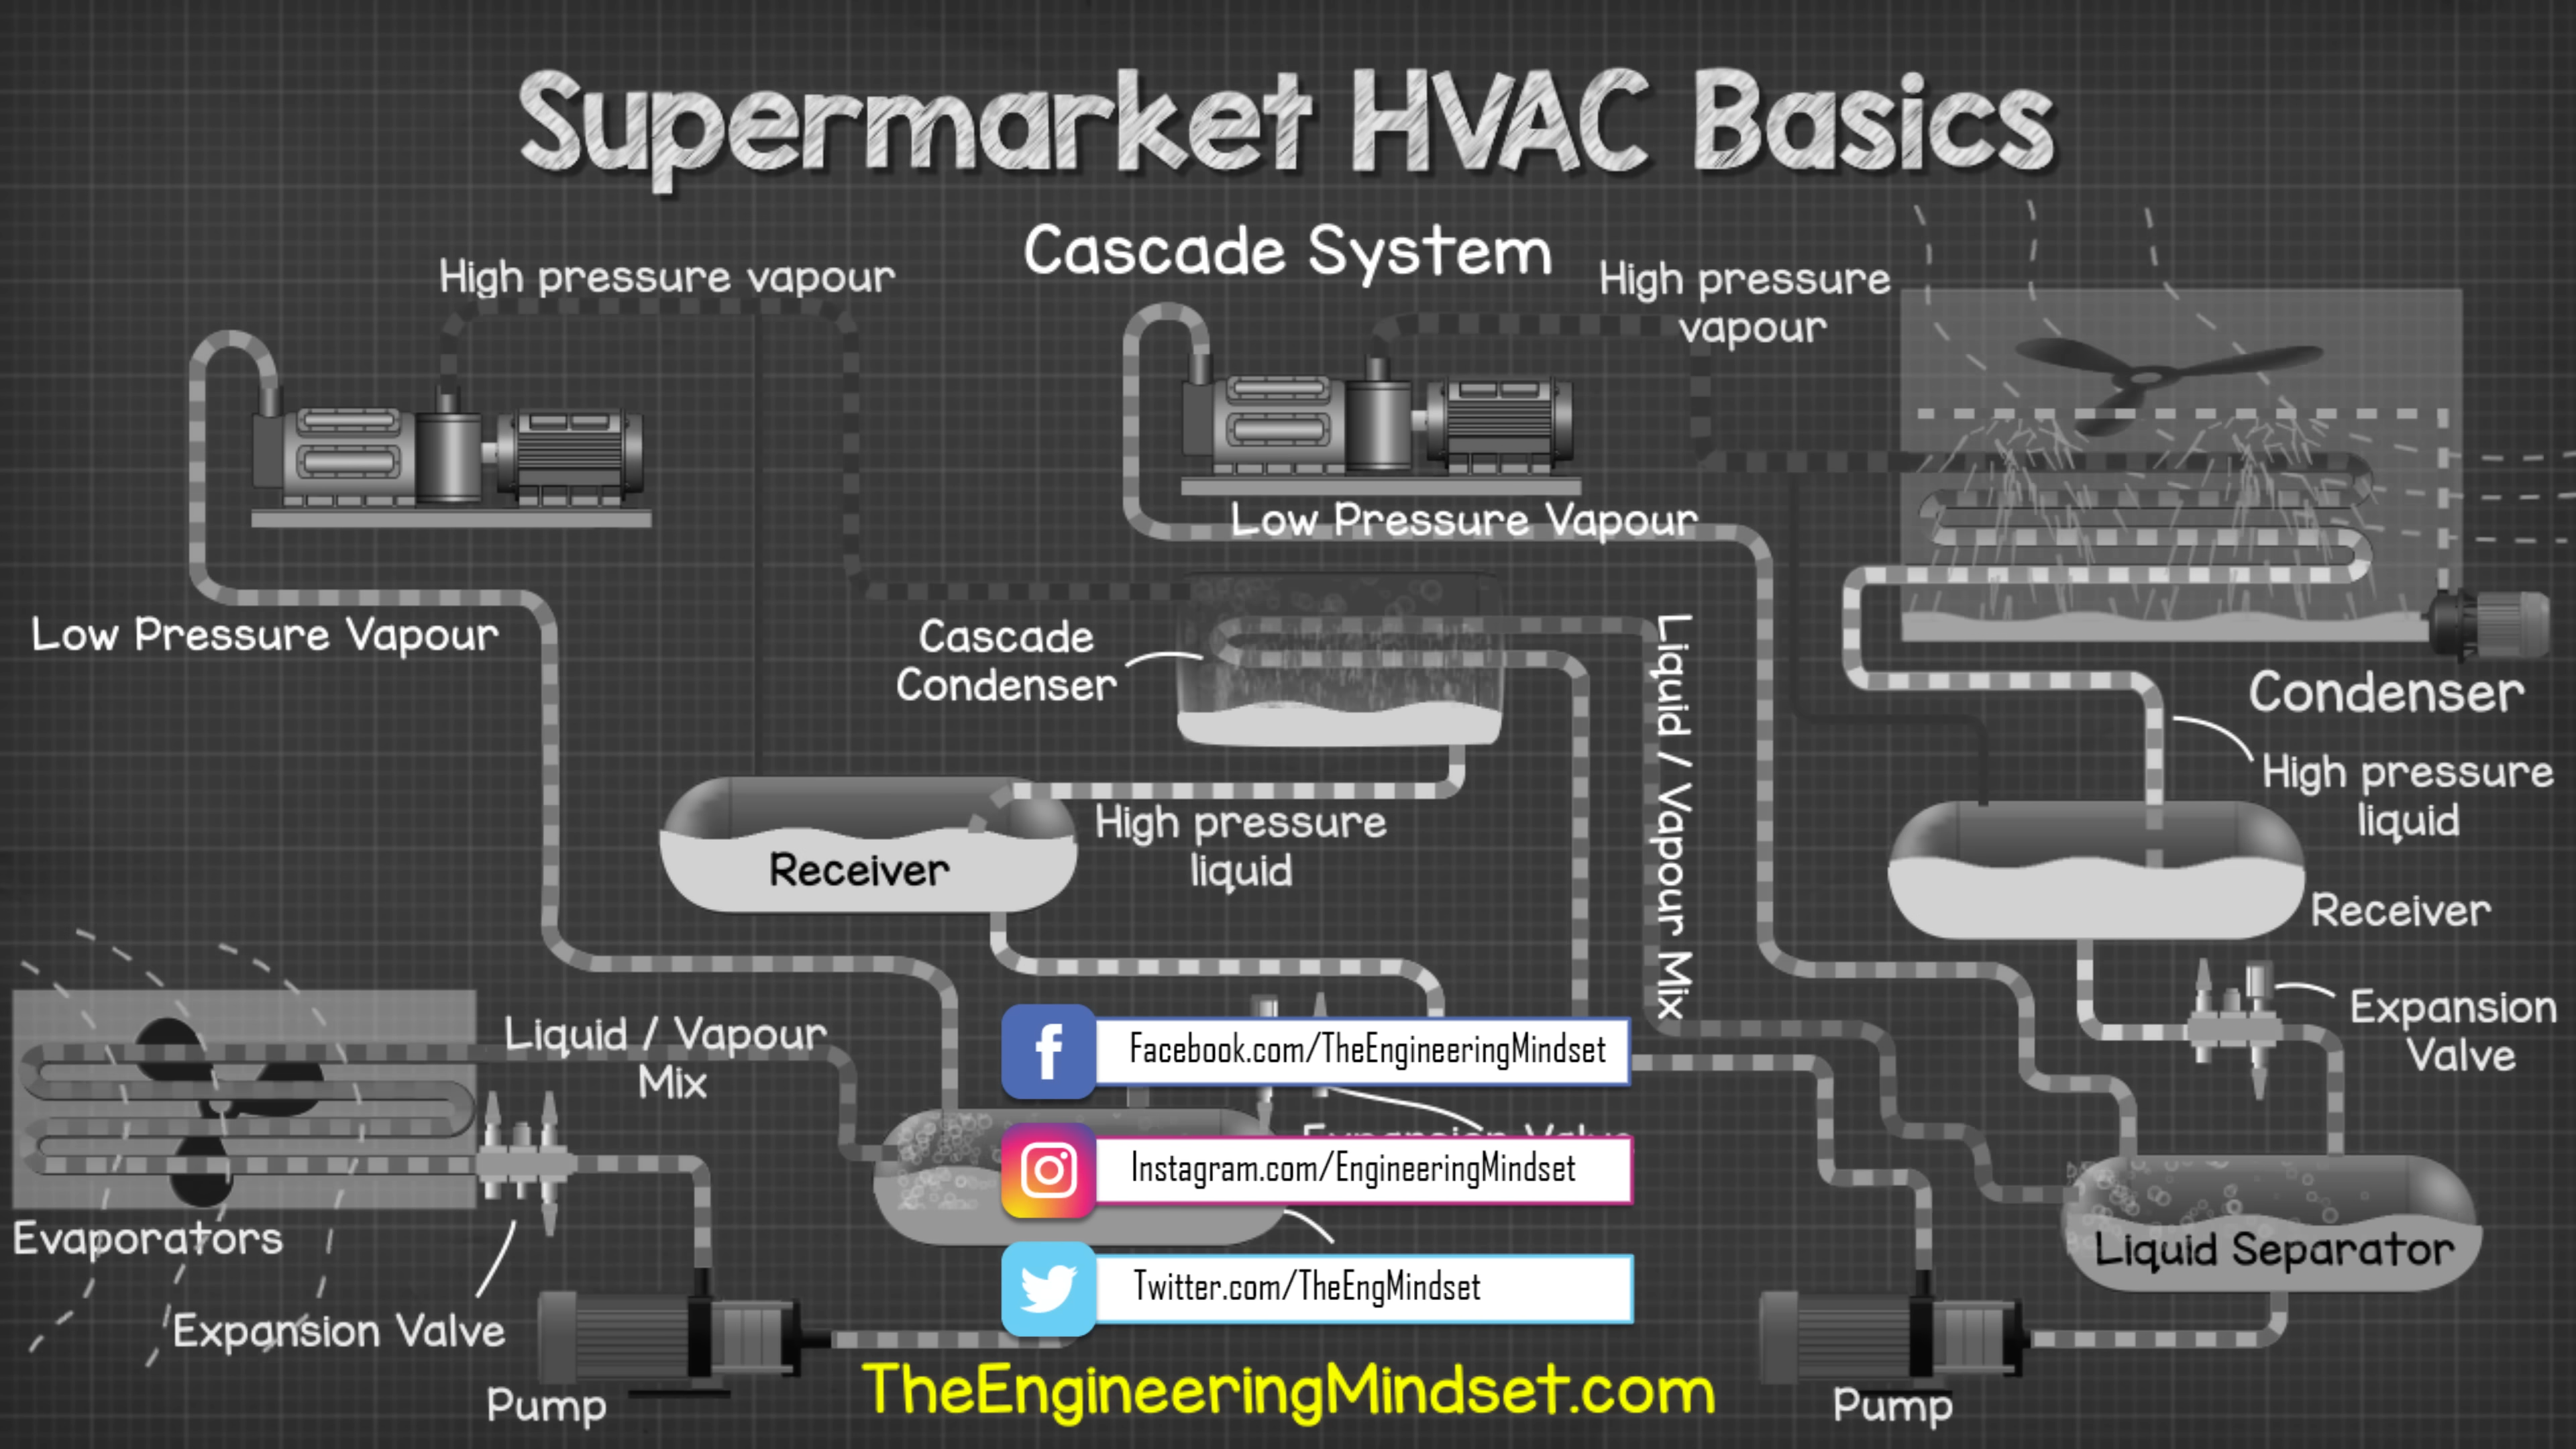 Supermarket HVAC Basics
Cascade System
High pressure vapour
High pressure
vapour
Low Pressure Vapour
Low Pressure Vapour
Cascade
Condenser
Liquid / Vapour Mix
Condenser
High pressure
liquid
High pressure
liquid
Receiver
Receiver
Expansion
Valve
Liquid / Vapour
Mix
Facebook.com/TheEngineeringMindset
Expansion Valve
Instagram.com/EngineeringMindset
Evaporators
Liquid Separator
Twitter.com/TheEngMindset
Expansion Valve
Pump
TheEngineeringMindset.com
Pump